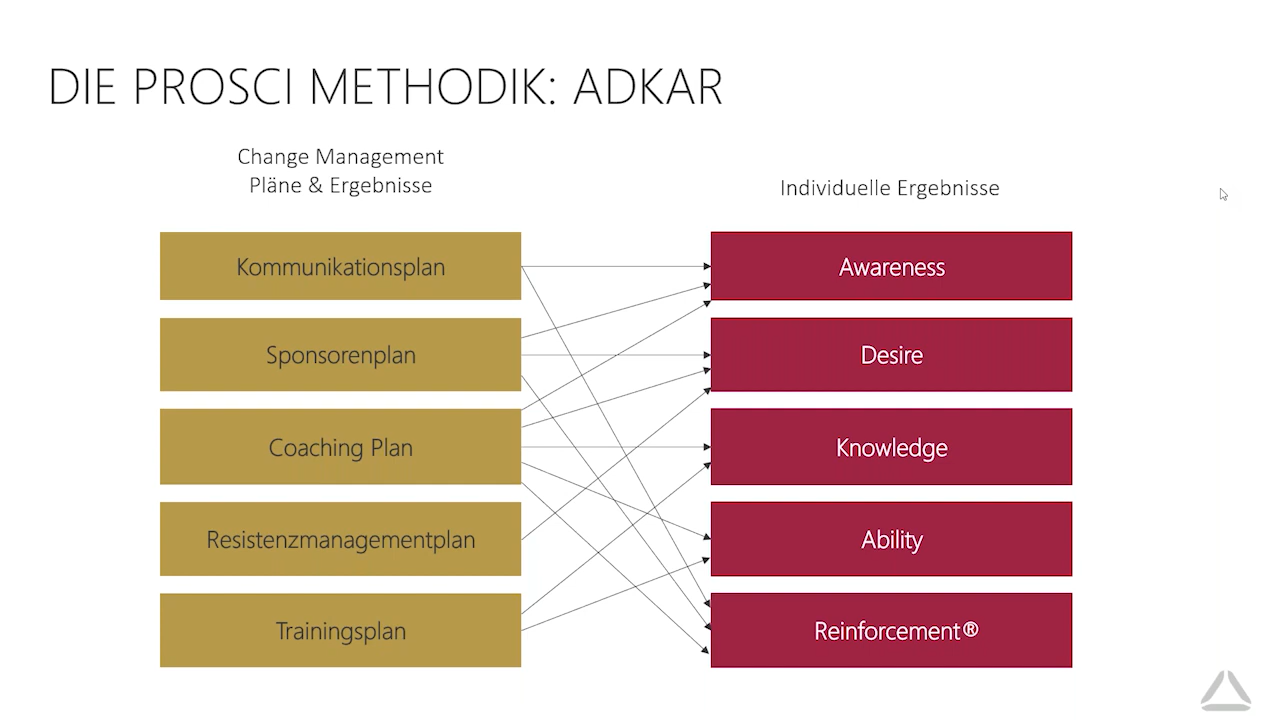 DIE PROSCI METHODIK: ADKAR
Change Management
Pläne & Ergebnisse
Individuelle Ergebnisse
Kommunikationsplan
Awareness
Sponsorenplan
Desire
Coaching Plan
Knowledge
Resistenzmanagementplan
Ability
Trainingsplan
Reinforcement®